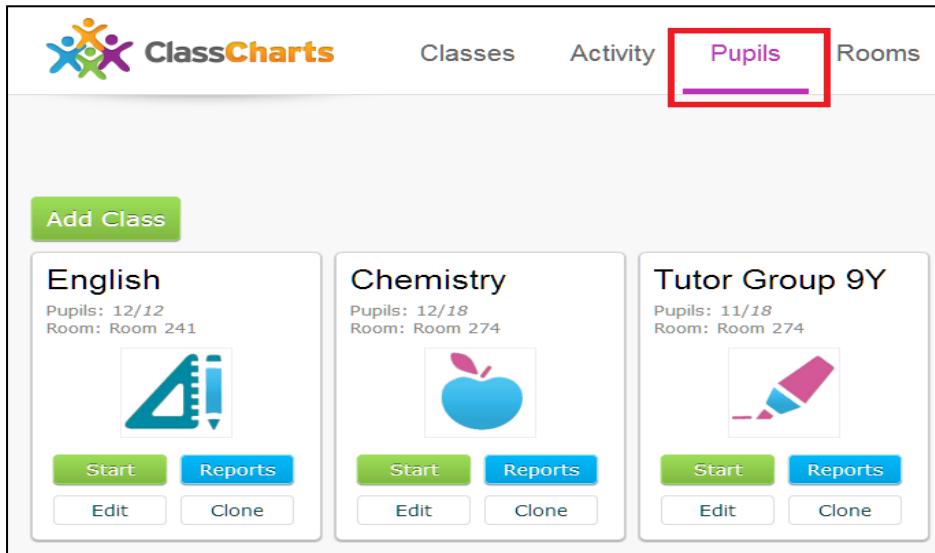 ClassCharts Classes Activity Pupils Rooms
Add Class
English
Pupils: 12/12
Room: Room 241
Start Reports
Edit Clone
Chemistry
Pupils: 12/18
Room: Room 274
Start Reports
Edit Clone
Tutor Group 9Y
Pupils: 11/18
Room: Room 274
Start Reports
Edit Clone